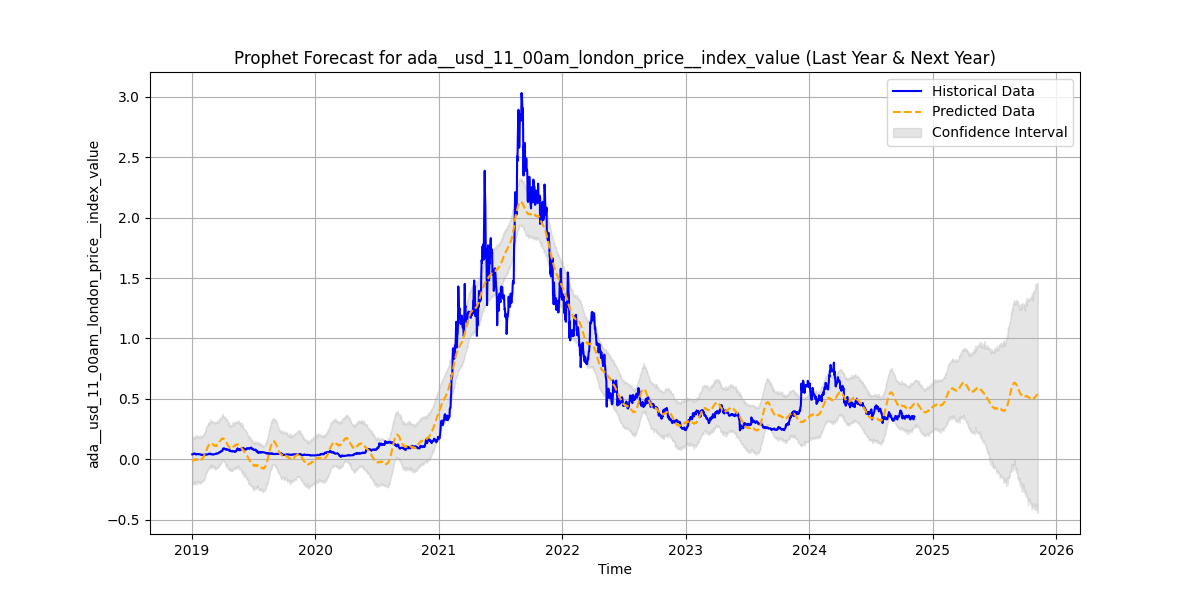 Prophet Forecast for ada__usd_11_00am_london_price__index_value (Last Year & Next Year)
Historical Data
Predicted Data
Confidence Interval
ada__usd_11_00am_london_price__index_value
3.0
2.5
2.0
1.5
1.0
0.5
0.0
−0.5
2019 2020 2021 2022 2023 2024 2025 2026
Time